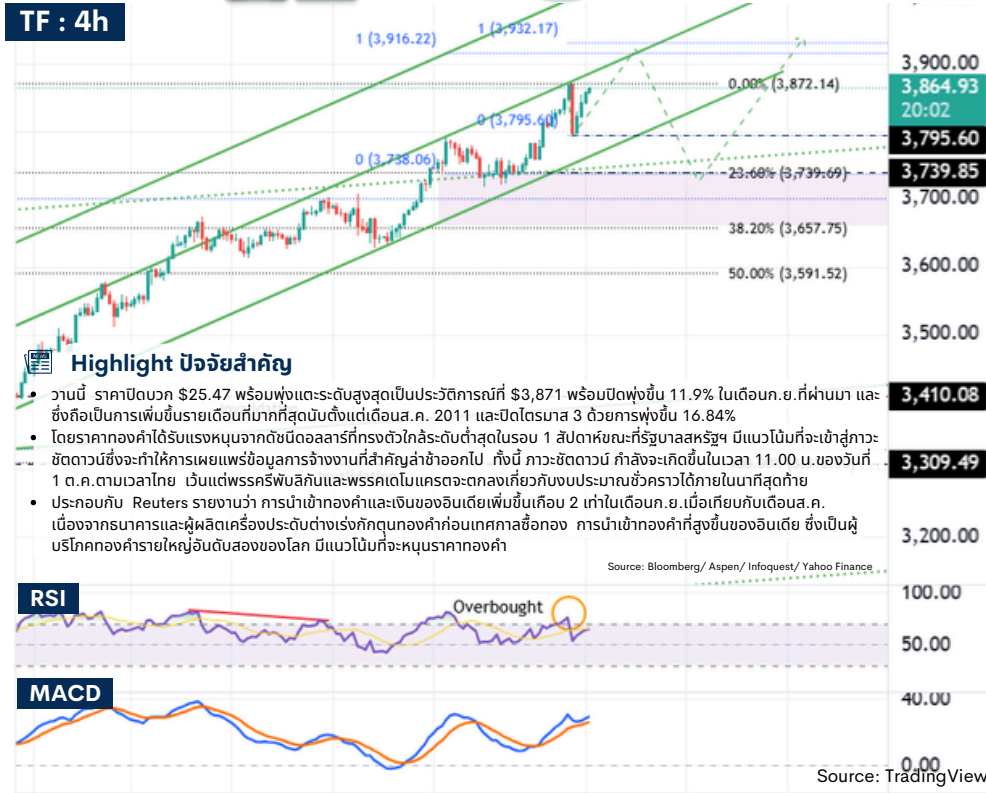 TF : 4h
1 (3,932.17)
1 (3,916.22)
3,900.00
0.00% (3,872.14)
3,864.93
20:02
0 (3,795.60)
3,795.60
0 (3,738.06)
23.60% (3,739.69)
3,739.85
3,700.00
38.20% (3,657.75)
3,600.00
50.00% (3,591.52)
3,500.00
Highlight ปัจจัยสำคัญ
• วานนี้ ราคาปิดบวก $25.47 พร้อมพุ่งแตะระดับสูงสุดเป็นประวัติการณ์ที่ $3,871 พร้อมปิดพุ่งขึ้น 11.9% ในเดือนก.ย.ที่ผ่านมา และ
ซึ่งถือเป็นการเพิ่มขึ้นรายเดือนที่มากที่สุดนับตั้งแต่เดือนส.ค. 2011 และปิดไตรมาส 3 ด้วยการพุ่งขึ้น 16.84%
3,410.08
• โดยราคาทองคำได้รับแรงหนุนจากดัชนีดอลลาร์ที่ทรงตัวใกล้ระดับต่ำสุดในรอบ 1 สัปดาห์ขณะที่รัฐบาลสหรัฐฯ มีแนวโน้มที่จะเข้าสู่ภาวะ
ชัตดาวน์ซึ่งจะทำให้การเผยแพร่ข้อมูลการจ้างงานที่สำคัญล่าช้าออกไป ทั้งนี้ ภาวะชัตดาวน์ กำลังจะเกิดขึ้นในเวลา 11.00 น.ของวันที่
3,309.49
1 ต.ค.ตามเวลาไทย เว้นแต่พรรครีพับลิกันและพรรคเดโมแครตจะตกลงเกี่ยวกับงบประมาณชั่วคราวได้ภายในนาทีสุดท้าย
• ประกอบกับ Reuters รายงานว่า การนำเข้าทองคำและเงินของอินเดียเพิ่มขึ้นเกือบ 2 เท่าในเดือนก.ย.เมื่อเทียบกับเดือนส.ค.
เนื่องจากธนาคารและผู้ผลิตเครื่องประดับต่างเร่งกักตุนทองคำก่อนเทศกาลซื้อทอง การนำเข้าทองคำที่สูงขึ้นของอินเดีย ซึ่งเป็นผู้
3,200.00
บริโภคทองคำรายใหญ่อันดับสองของโลก มีแนวโน้มที่จะหนุนราคาทองคำ
Source: Bloomberg/ Aspen/ Infoquest/ Yahoo Finance
RSI
100.00
Overbought
50.00
MACD
40.00
0.00
Source: TradingView